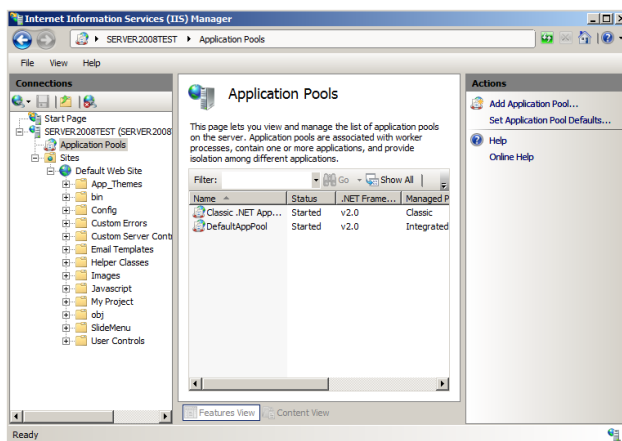 Internet Information Services (IIS) Manager
SERVER2008TEST Application Pools
File View Help
Connections
Start Page
SERVER2008TEST (SERVER2008
Application Pools
Sites
Default Web Site
App_Themes
bin
Config
Custom Errors
Custom Server Contr
Email Templates
Helper Classes
Images
Javascript
My Project
obj
SlideMenu
User Controls
Application Pools
This page lets you view and manage the list of application pools
on the server. Application pools are associated with worker
processes, contain one or more applications, and provide
isolation among different applications.
Filter: Go Show All
Name Status .NET Frame... Managed P
Classic .NET App... Started v2.0 Classic
DefaultAppPool Started v2.0 Integrated
Features View Content View
Actions
Add Application Pool...
Set Application Pool Defaults...
Help
Online Help
Ready